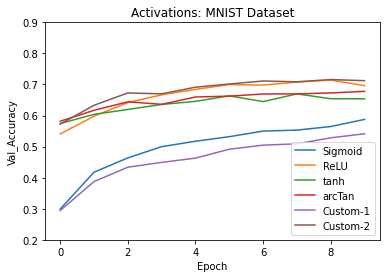 Activations: MNIST Dataset
0.9
0.8
0.7
0.6
0.5
0.4
0.3
0.2
Val_Accuracy
0 2 4 6 8
Epoch
Sigmoid
ReLU
tanh
arcTan
Custom-1
Custom-2